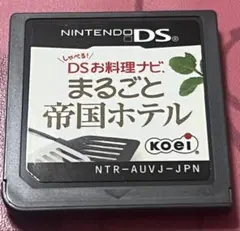 NINTENDO DS™
しゃべる!
DSお料理ナビ
まるごと
帝国ホテル
KOEI
NTR-AUVJ-JPN